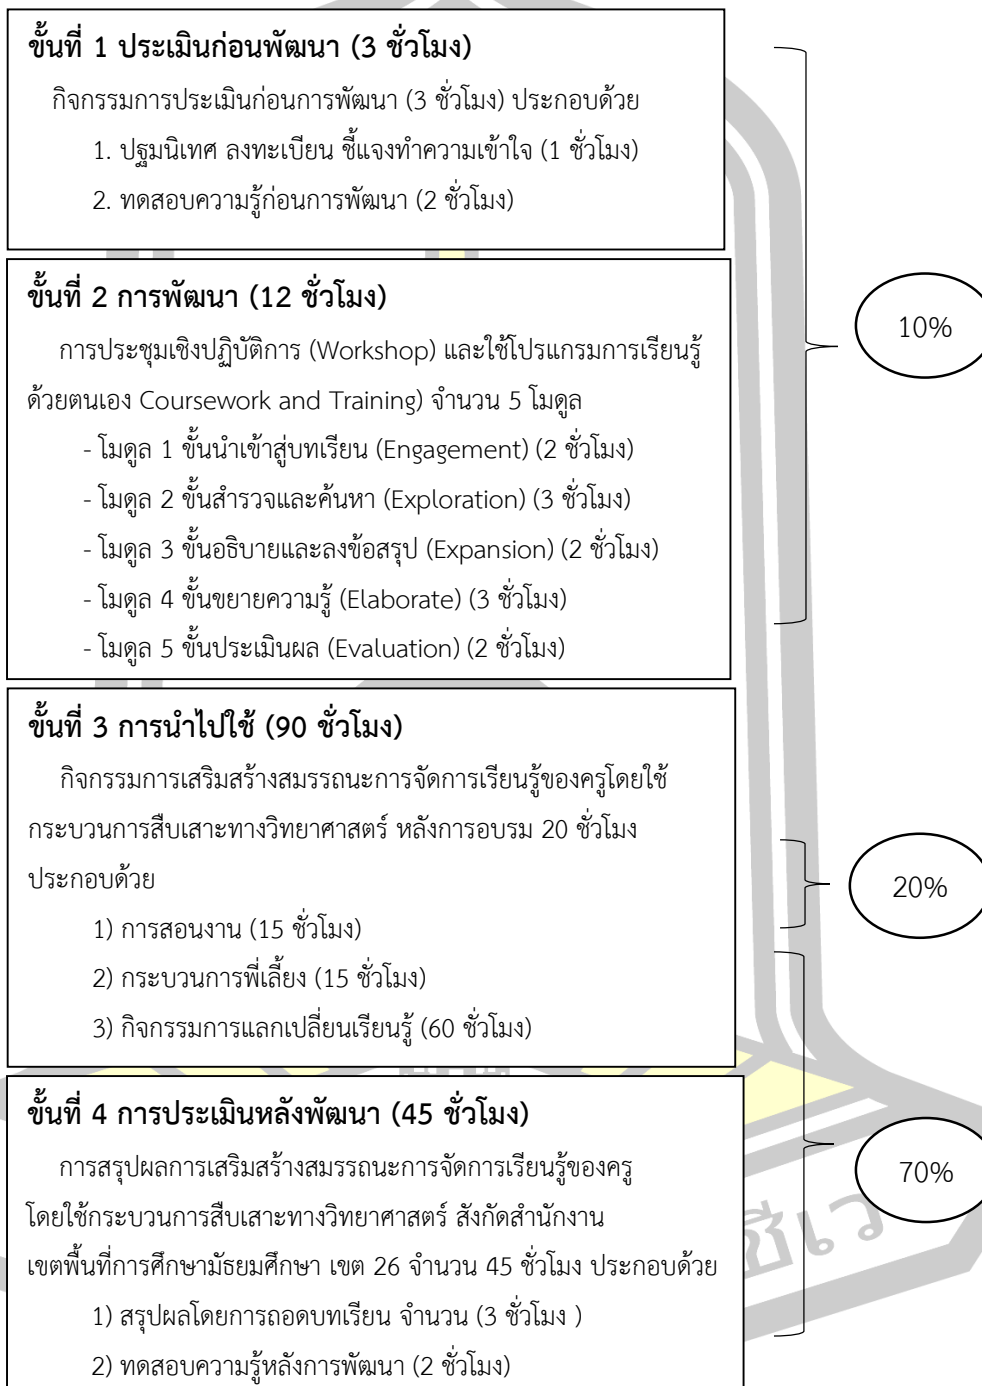 ขั้นที่ 1 ประเมินก่อนพัฒนา (3 ชั่วโมง)
กิจกรรมการประเมินก่อนการพัฒนา (3 ชั่วโมง) ประกอบด้วย
1. ปฐมนิเทศ ลงทะเบียน ชี้แจงทำความเข้าใจ (1 ชั่วโมง)
2. ทดสอบความรู้ก่อนการพัฒนา (2 ชั่วโมง)
ขั้นที่ 2 การพัฒนา (12 ชั่วโมง)
การประชุมเชิงปฏิบัติการ (Workshop) และใช้โปรแกรมการเรียนรู้
ด้วยตนเอง Coursework and Training) จำนวน 5 โมดูล
- โมดูล 1 ขั้นนำเข้าสู่บทเรียน (Engagement) (2 ชั่วโมง)
- โมดูล 2 ขั้นสำรวจและค้นหา (Exploration) (3 ชั่วโมง)
- โมดูล 3 ขั้นอธิบายและลงข้อสรุป (Expansion) (2 ชั่วโมง)
- โมดูล 4 ขั้นขยายความรู้ (Elaborate) (3 ชั่วโมง)
- โมดูล 5 ขั้นประเมินผล (Evaluation) (2 ชั่วโมง)
10%
ขั้นที่ 3 การนำไปใช้ (90 ชั่วโมง)
กิจกรรมการเสริมสร้างสมรรถนะการจัดการเรียนรู้ของครูโดยใช้
กระบวนการสืบเสาะทางวิทยาศาสตร์ หลังการอบรม 20 ชั่วโมง
ประกอบด้วย
1) การสอนงาน (15 ชั่วโมง)
2) กระบวนการพี่เลี้ยง (15 ชั่วโมง)
3) กิจกรรมการแลกเปลี่ยนเรียนรู้ (60 ชั่วโมง)
20%
ขั้นที่ 4 การประเมินหลังพัฒนา (45 ชั่วโมง)
การสรุปผลการเสริมสร้างสมรรถนะการจัดการเรียนรู้ของครู
โดยใช้กระบวนการสืบเสาะทางวิทยาศาสตร์ สังกัดสำนักงาน
เขตพื้นที่การศึกษามัธยมศึกษา เขต 26 จำนวน 45 ชั่วโมง ประกอบด้วย
1) สรุปผลโดยการถอดบทเรียน จำนวน (3 ชั่วโมง )
2) ทดสอบความรู้หลังการพัฒนา (2 ชั่วโมง)
70%
ชีเว